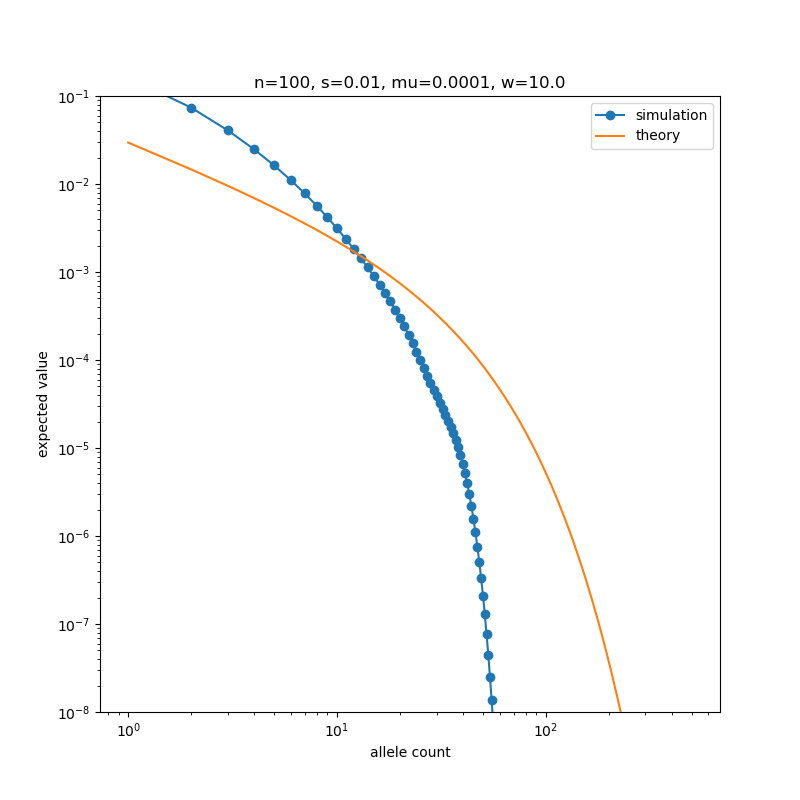 n=100, s=0.01, mu=0.0001, w=10.0
simulation
theory
expected value
10⁻¹
10⁻²
10⁻³
10⁻⁴
10⁻⁵
10⁻⁶
10⁻⁷
10⁻⁸
10⁰ 10¹ 10²
allele count